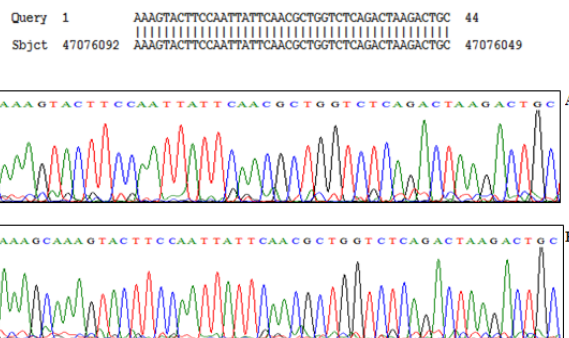 Query 1 AAAGTACTTCCAATTATTCAACGCTGGTCTCAGACTAAGACTGC 44
||||||||||||||||||||||||||||||||||||||||||||
Sbjct 47076092 AAAGTACTTCCAATTATTCAACGCTGGTCTCAGACTAAGACTGC 47076049
AAAGTACTTCCAATTATTCAACGCTGGTCTCAGACTAAGACTGC
AAAGCAAAGTACTTCCAATTATTCAACGCTGGTCTCAGACTAAGACTGC